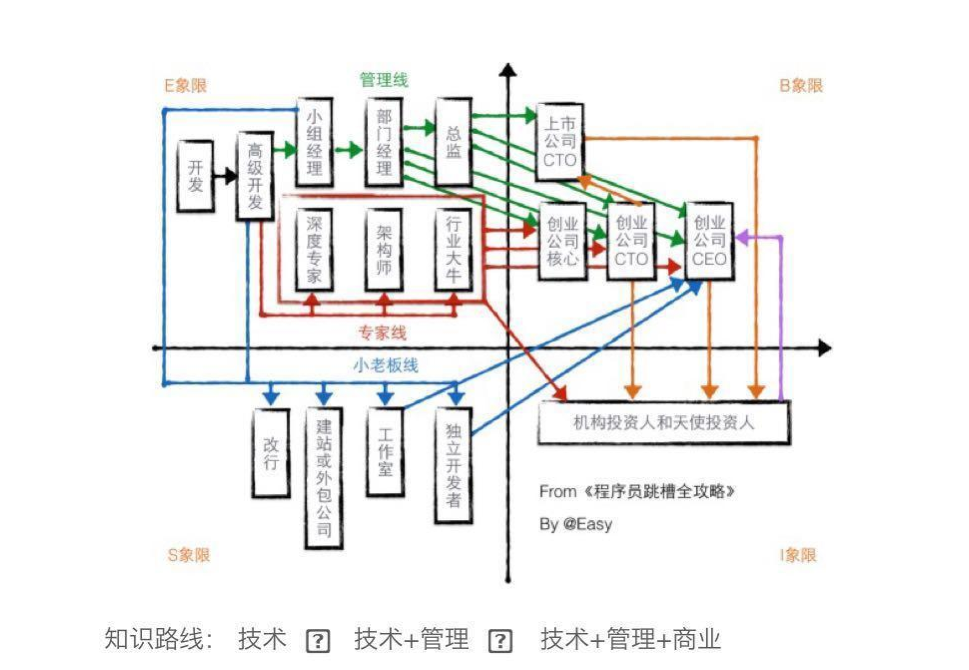 E象限
管理线
B象限
开发
高级开发
小组经理
部门经理
总监
上市公司CTO
深度专家
架构师
行业大牛
创业公司核心
创业公司CTO
创业公司CEO
专家线
小老板线
改行
建站或外包公司
工作室
独立开发者
机构投资人和天使投资人
From《程序员跳槽全攻略》
By @Easy
S象限
I象限
知识路线： 技术 ? 技术+管理 ? 技术+管理+商业